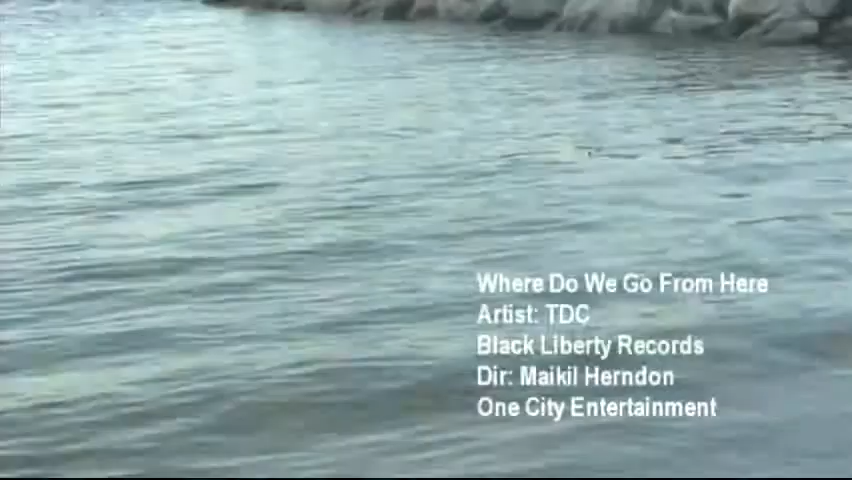 Where Do We Go From Here
Artist: TDC
Black Liberty Records
Dir: Maikil Herndon
One City Entertainment